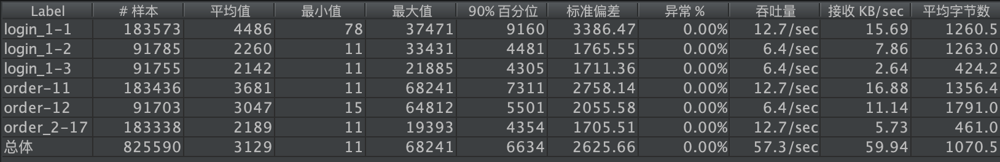 Label # 样本 平均值 最小值 最大值 90% 百分位 标准偏差 异常 % 吞吐量 接收 KB/sec 平均字节数
login_1-1 183573 4486 78 37471 9160 3386.47 0.00% 12.7/sec 15.69 1260.5
login_1-2 91785 2260 11 33431 4481 1765.55 0.00% 6.4/sec 7.86 1263.0
login_1-3 91755 2142 11 21885 4305 1711.36 0.00% 6.4/sec 2.64 424.2
order-11 183436 3681 11 68241 7311 2758.14 0.00% 12.7/sec 16.88 1356.4
order-12 91703 3047 15 64812 5501 2055.58 0.00% 6.4/sec 11.14 1791.0
order_2-17 183338 2189 11 19393 4354 1705.51 0.00% 12.7/sec 5.73 461.0
总体 825590 3129 11 68241 6634 2625.66 0.00% 57.3/sec 59.94 1070.5